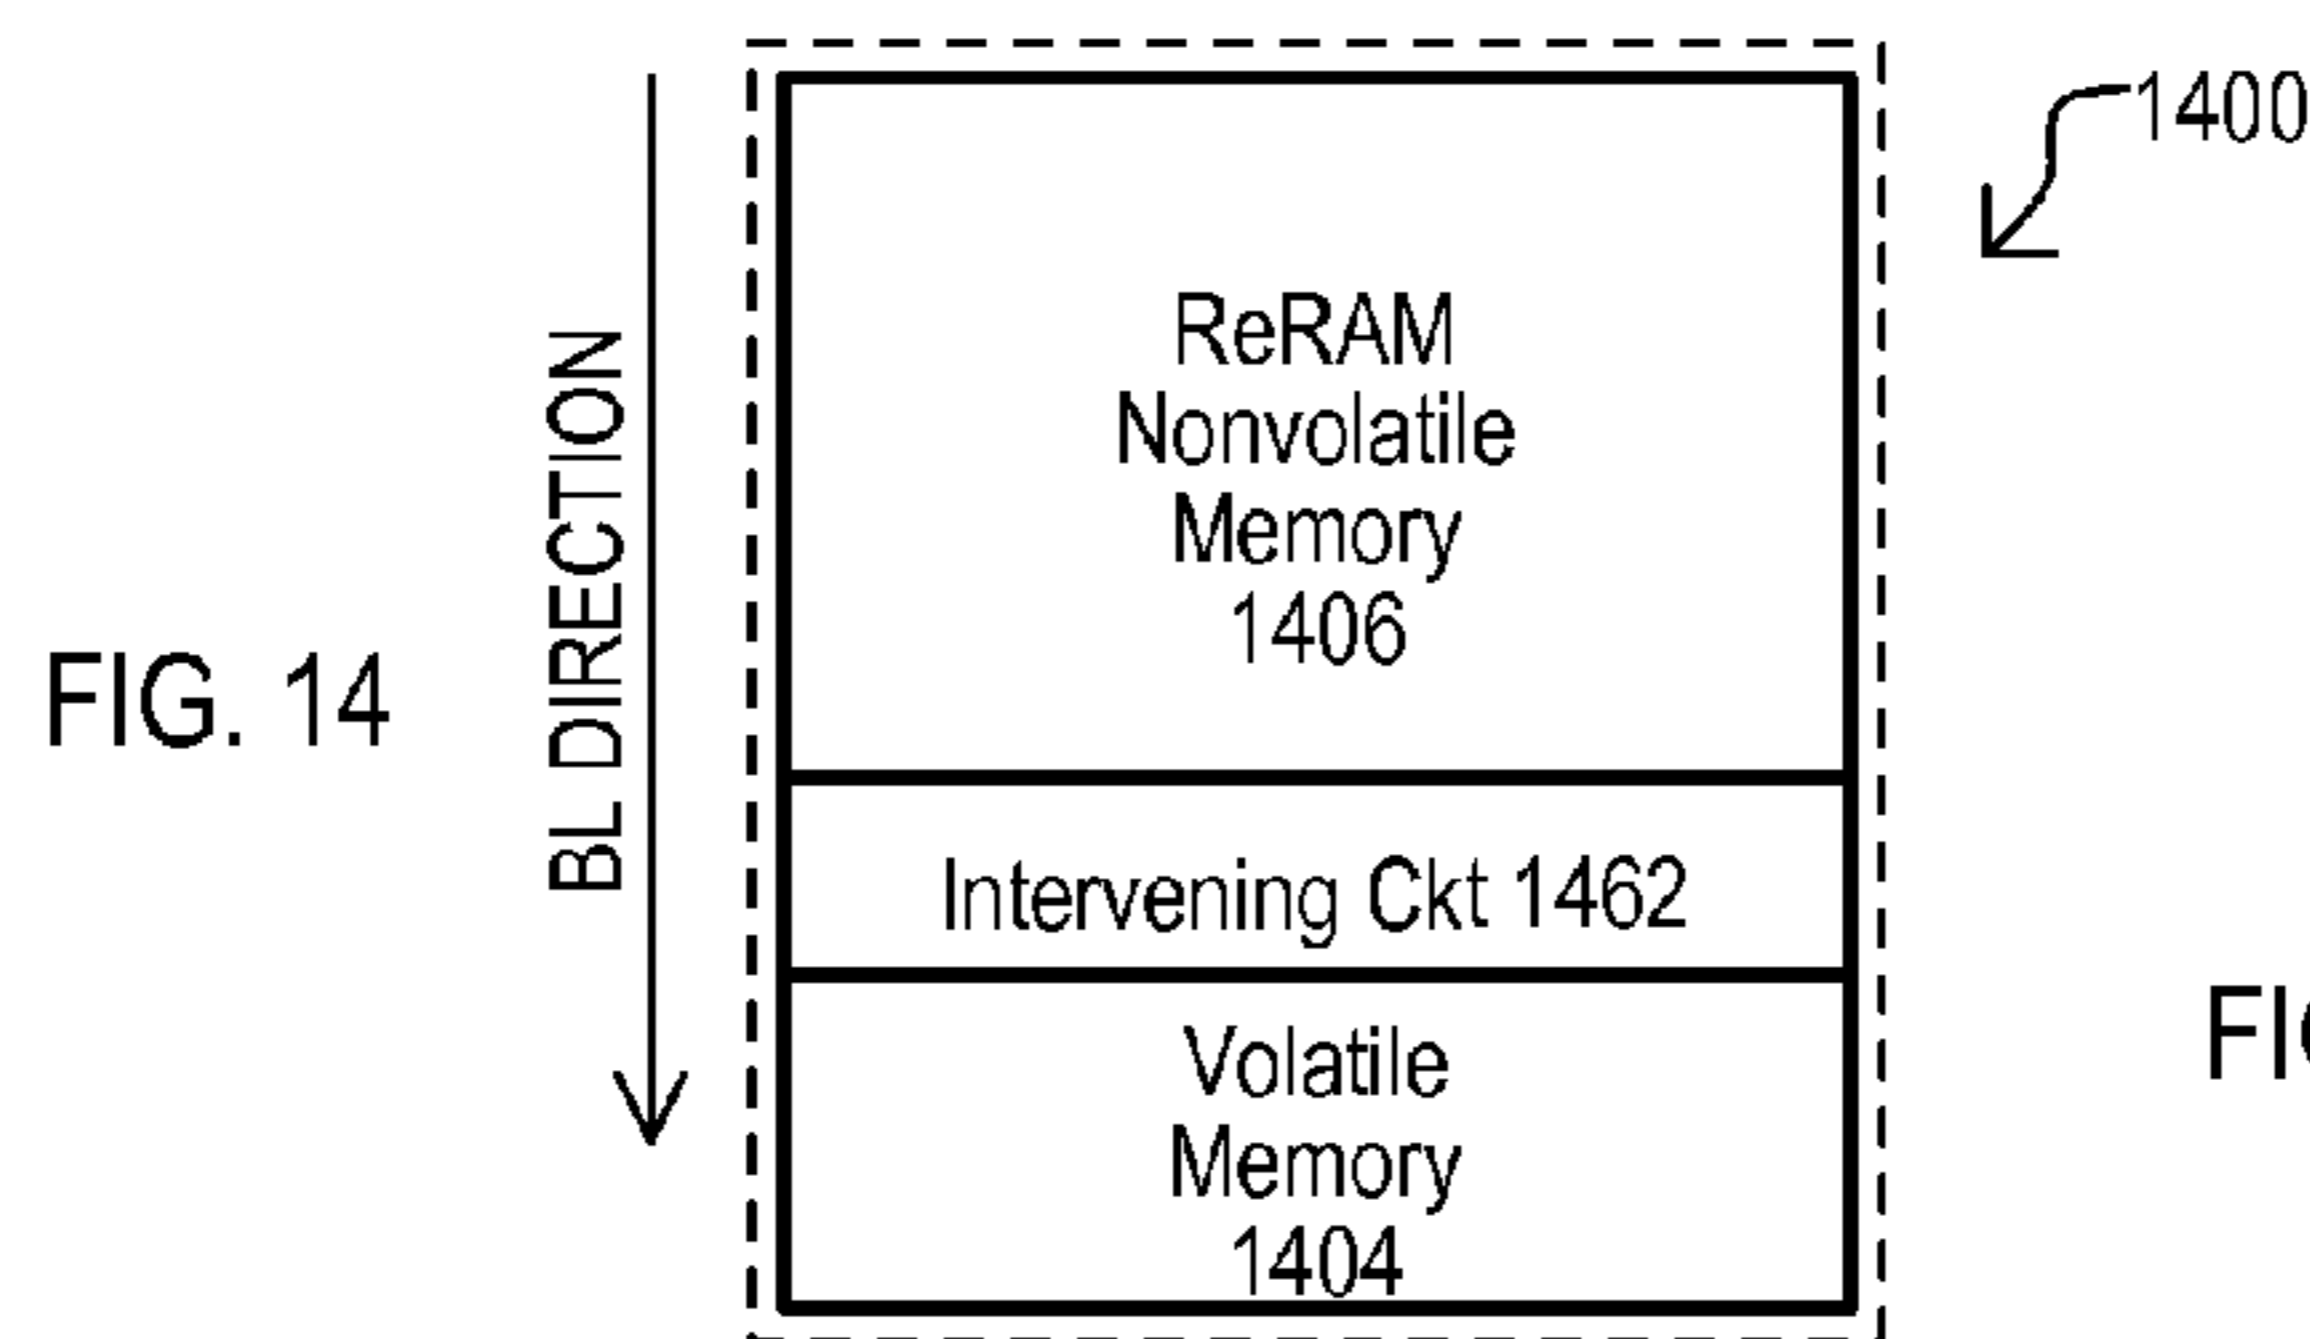 1400
ReRAM
Nonvolatile
Memory
1406
BL DIRECTION
FIG. 14
Intervening Ckt 1462
Volatile
Memory
1404